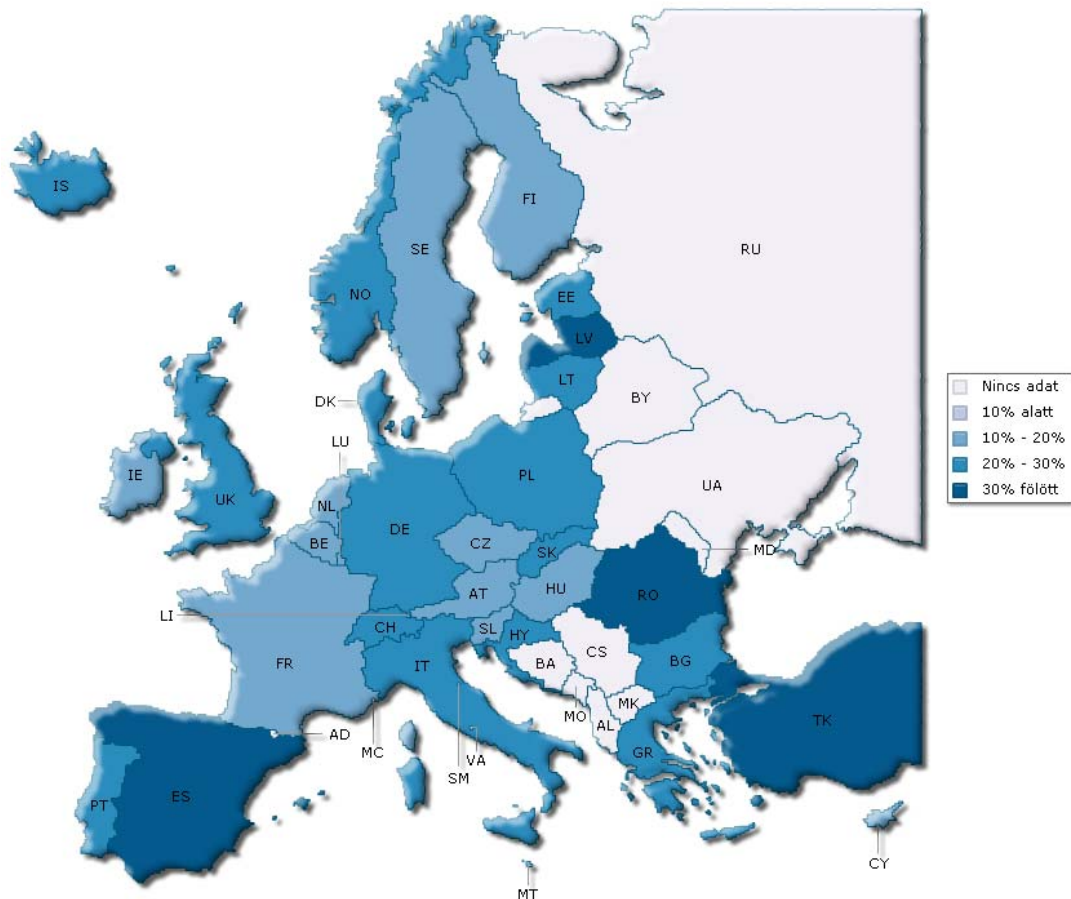 IS
FI
SE
RU
NO
EE
LV
LT
DK
BY
LU
IE
PL
UA
UK
NL
DE
BE
CZ
SK
MD
AT
HU
RO
LI
CH
SL
HY
CS
FR
IT
BA
BG
MK
MO
TK
AL
AD
MC
VA
GR
SM
PT
ES
CY
MT
Nincs adat
10% alatt
10% - 20%
20% - 30%
30% fölött